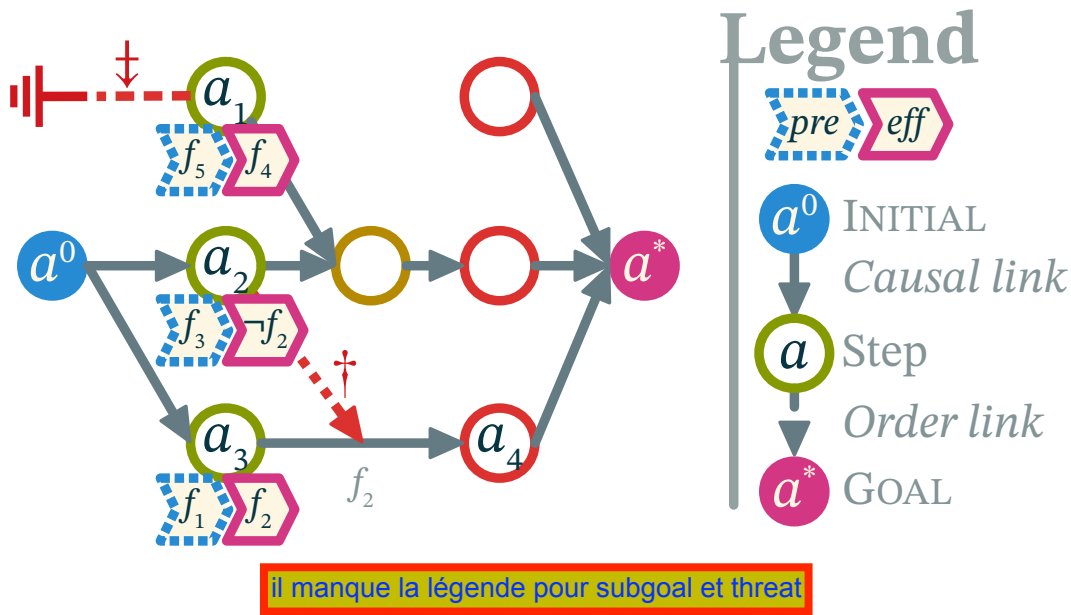 Legend
‡
a₁
pre
eff
f₅
f₄
a⁰
INITIAL
a⁰
a₂
a*
Causal link
f₃
¬f₂
a
Step
†
Order link
a₃
a₄
f₂
a*
GOAL
f₁
f₂
il manque la légende pour subgoal et threat